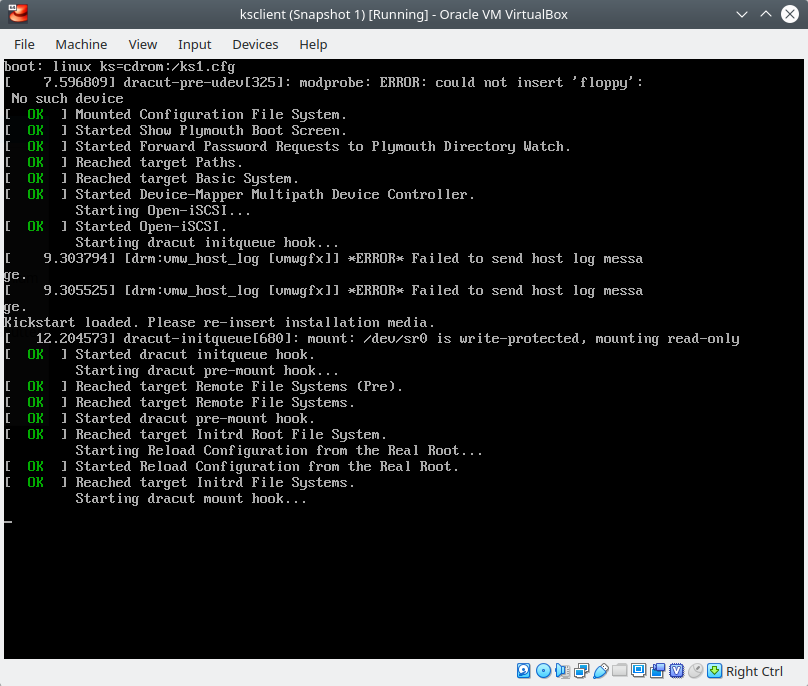 ksclient (Snapshot 1) [Running] - Oracle VM VirtualBox
File Machine View Input Devices Help
boot: linux ks=cdrom:/ks1.cfg
[    7.596809] dracut-pre-udev[325]: modprobe: ERROR: could not insert 'floppy':
 No such device
[  OK  ] Mounted Configuration File System.
[  OK  ] Started Show Plymouth Boot Screen.
[  OK  ] Started Forward Password Requests to Plymouth Directory Watch.
[  OK  ] Reached target Paths.
[  OK  ] Reached target Basic System.
[  OK  ] Started Device-Mapper Multipath Device Controller.
         Starting Open-iSCSI...
[  OK  ] Started Open-iSCSI.
         Starting dracut initqueue hook...
[    9.303794] [drm:vmw_host_log [vmwgfx]] *ERROR* Failed to send host log messa
ge.
[    9.305525] [drm:vmw_host_log [vmwgfx]] *ERROR* Failed to send host log messa
ge.
Kickstart loaded. Please re-insert installation media.
[   12.204573] dracut-initqueue[680]: mount: /dev/sr0 is write-protected, mounting read-only
[  OK  ] Started dracut initqueue hook.
         Starting dracut pre-mount hook...
[  OK  ] Reached target Remote File Systems (Pre).
[  OK  ] Reached target Remote File Systems.
[  OK  ] Started dracut pre-mount hook.
[  OK  ] Reached target Initrd Root File System.
         Starting Reload Configuration from the Real Root...
[  OK  ] Started Reload Configuration from the Real Root.
[  OK  ] Reached target Initrd File Systems.
         Starting dracut mount hook...
Right Ctrl